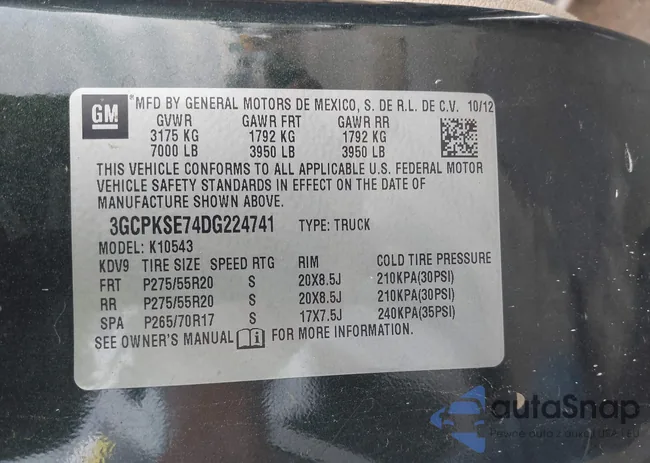 GM
*MFD BY GENERAL MOTORS DE MEXICO, S. DE R.L. DE C.V. 10/12
GVWR GAWR FRT GAWR RR
3175 KG 1792 KG 1792 KG
7000 LB 3950 LB 3950 LB
THIS VEHICLE CONFORMS TO ALL APPLICABLE U.S. FEDERAL MOTOR
VEHICLE SAFETY STANDARDS IN EFFECT ON THE DATE OF
MANUFACTURE SHOWN ABOVE.
3GCPKSE74DG224741 TYPE: TRUCK
MODEL: K10543
KDV9 TIRE SIZE SPEED RTG RIM COLD TIRE PRESSURE
FRT P275/55R20 S 20X8.5J 210KPA(30PSI)
RR P275/55R20 S 20X8.5J 210KPA(30PSI)
SPA P265/70R17 S 17X7.5J 240KPA(35PSI)
SEE OWNER'S MANUAL i FOR MORE INFORMATION.
autaSnap
Pewne auto z